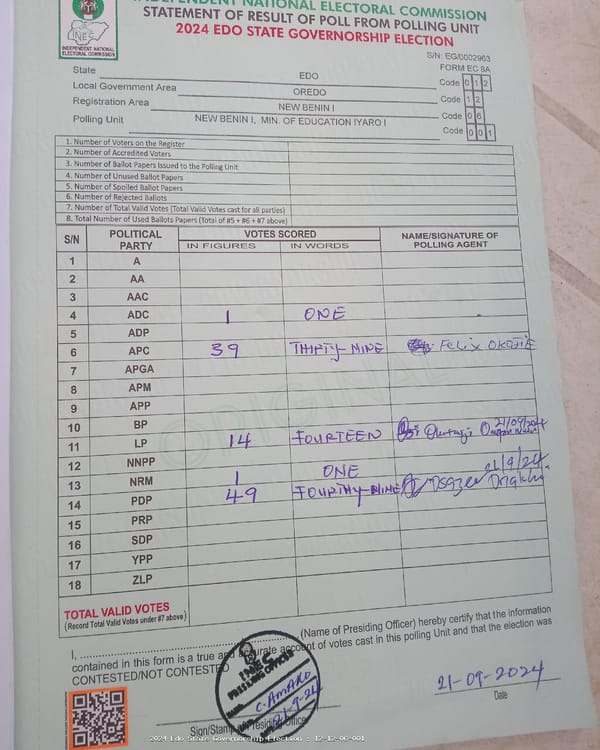 INDEPENDENT NATIONAL ELECTORAL COMMISSION
STATEMENT OF RESULT OF POLL FROM POLLING UNIT
2024 EDO STATE GOVERNORSHIP ELECTION
INEC
INDEPENDENT NATIONAL
ELECTORAL COMMISSION
S/N: EG/0002963
FORM EC 8A
State EDO Code 0 1 2
Local Government Area OREDO Code 1 2
Registration Area NEW BENIN I Code 0 6
Polling Unit NEW BENIN I, MIN. OF EDUCATION IYARO I Code 0 0 1
1. Number of Voters on the Register
2. Number of Accredited Voters
3. Number of Ballot Papers Issued to the Polling Unit
4. Number of Unused Ballot Papers
5. Number of Spoiled Ballot Papers
6. Number of Rejected Ballots
7. Number of Total Valid Votes (Total Valid Votes cast for all parties)
8. Total Number of Used Ballots Papers (Total of #5 + #6 + #7 above)
S/N POLITICAL PARTY VOTES SCORED NAME/SIGNATURE OF POLLING AGENT
IN FIGURES IN WORDS
1 A
2 AA
3 AAC
4 ADC 1 ONE
5 ADP
6 APC 39 THIRTY-NINE FELIX OKOJIE
7 APGA
8 APM
9 APP
10 BP
11 LP 14 FOURTEEN 21/09/2024
12 NNPP
13 NRM 1 ONE 21/9/24
14 PDP 49 FOURTHY-NINE
15 PRP
16 SDP
17 YPP
18 ZLP
ORIGINAL
TOTAL VALID VOTES
(Record Total Valid Votes under #7 above)
I, (Name of Presiding Officer) hereby certify that the information
contained in this form is a true and accurate account of votes cast in this polling Unit and that the election was
CONTESTED/NOT CONTESTED
INEC
PRESIDING OFFICER
C. AMARO
21-9-24
21-09-2024
Sign/Stamp of Presiding Officer
Date
2024 Edo State Governorship Election : 12-12-06-001